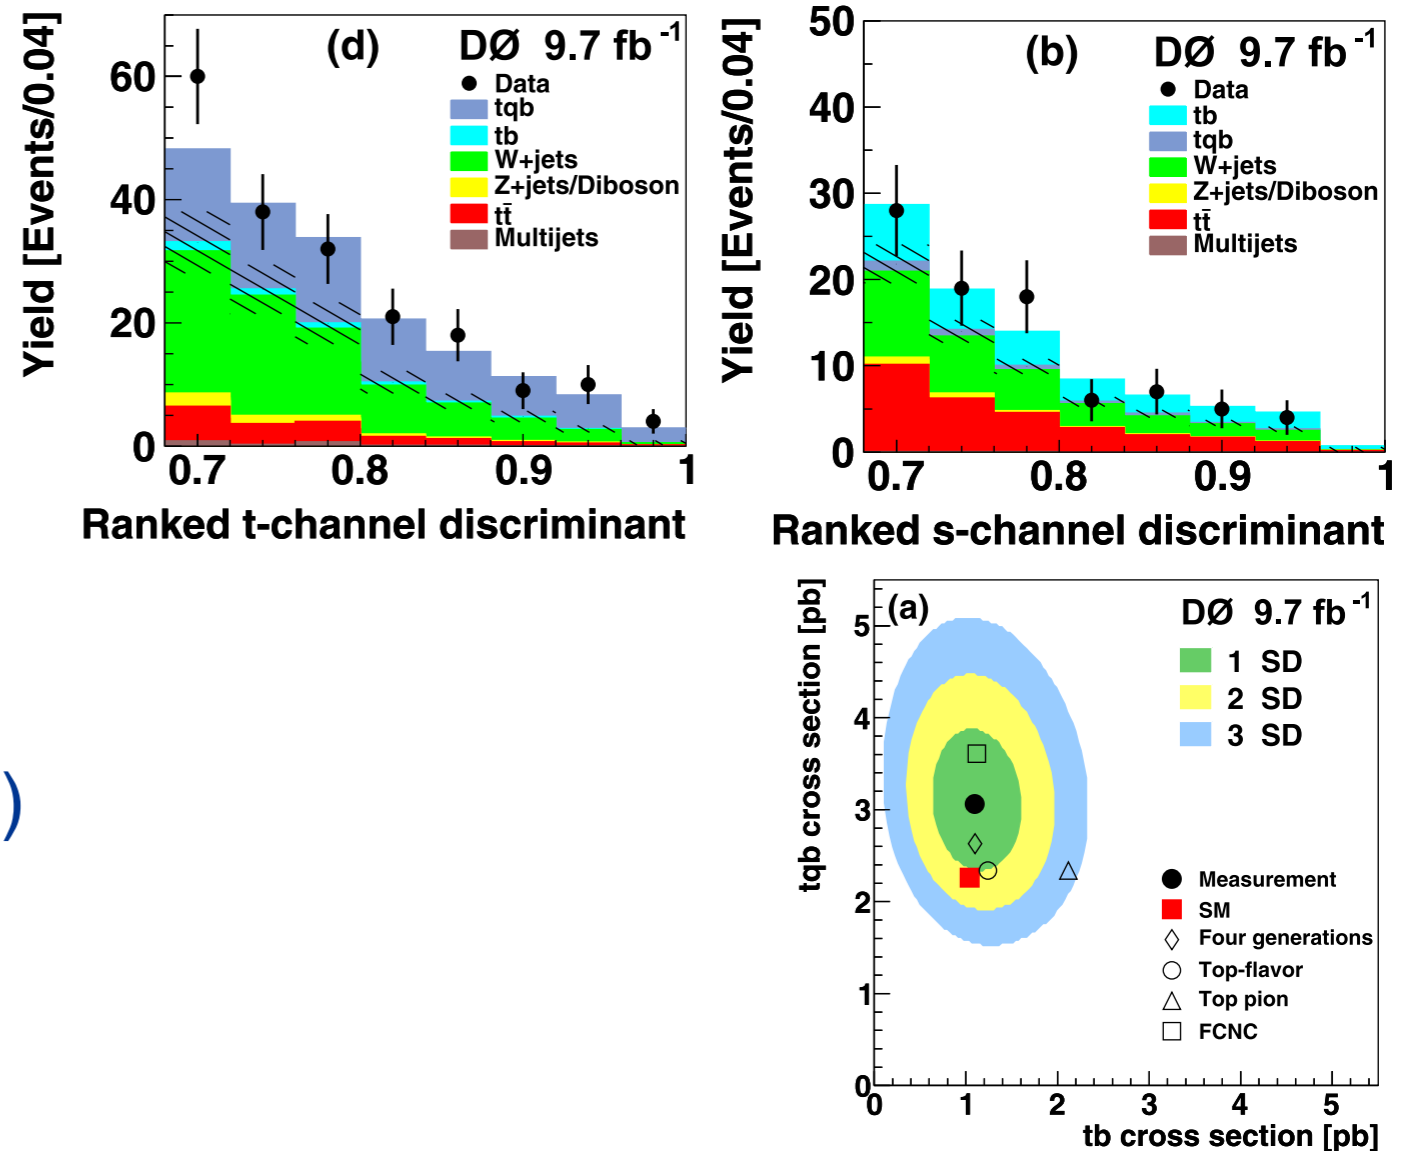 Yield [Events/0.04]
(d)
DØ 9.7 fb⁻¹
Data
tqb
tb
W+jets
Z+jets/Diboson
tt̄
Multijets
60
40
20
0
0.7 0.8 0.9 1
Ranked t-channel discriminant
Yield [Events/0.04]
(b)
DØ 9.7 fb⁻¹
Data
tb
tqb
W+jets
Z+jets/Diboson
tt̄
Multijets
50
40
30
20
10
0
0.7 0.8 0.9 1
Ranked s-channel discriminant
)
tqb cross section [pb]
(a)
DØ 9.7 fb⁻¹
1 SD
2 SD
3 SD
Measurement
SM
Four generations
Top-flavor
Top pion
FCNC
5
4
3
2
1
0
0 1 2 3 4 5
tb cross section [pb]